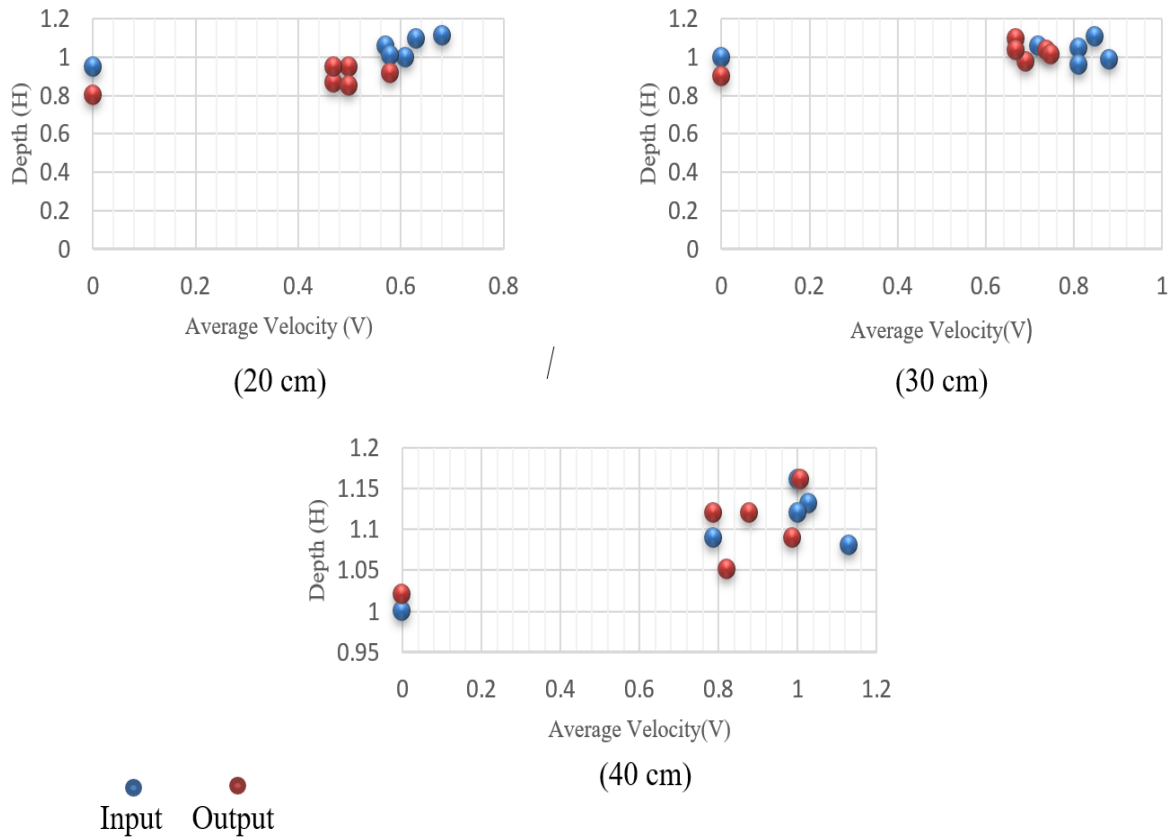 1.2
1
0.8
0.6
0.4
0.2
0
Depth (H)
0 0.2 0.4 0.6 0.8
Average Velocity (V)
(20 cm)
/
1.2
1
0.8
0.6
0.4
0.2
0
Depth (H)
0 0.2 0.4 0.6 0.8 1
Average Velocity(V)
(30 cm)
1.2
1.15
1.1
1.05
1
0.95
Depth (H)
0 0.2 0.4 0.6 0.8 1 1.2
Average Velocity(V)
(40 cm)
Input Output